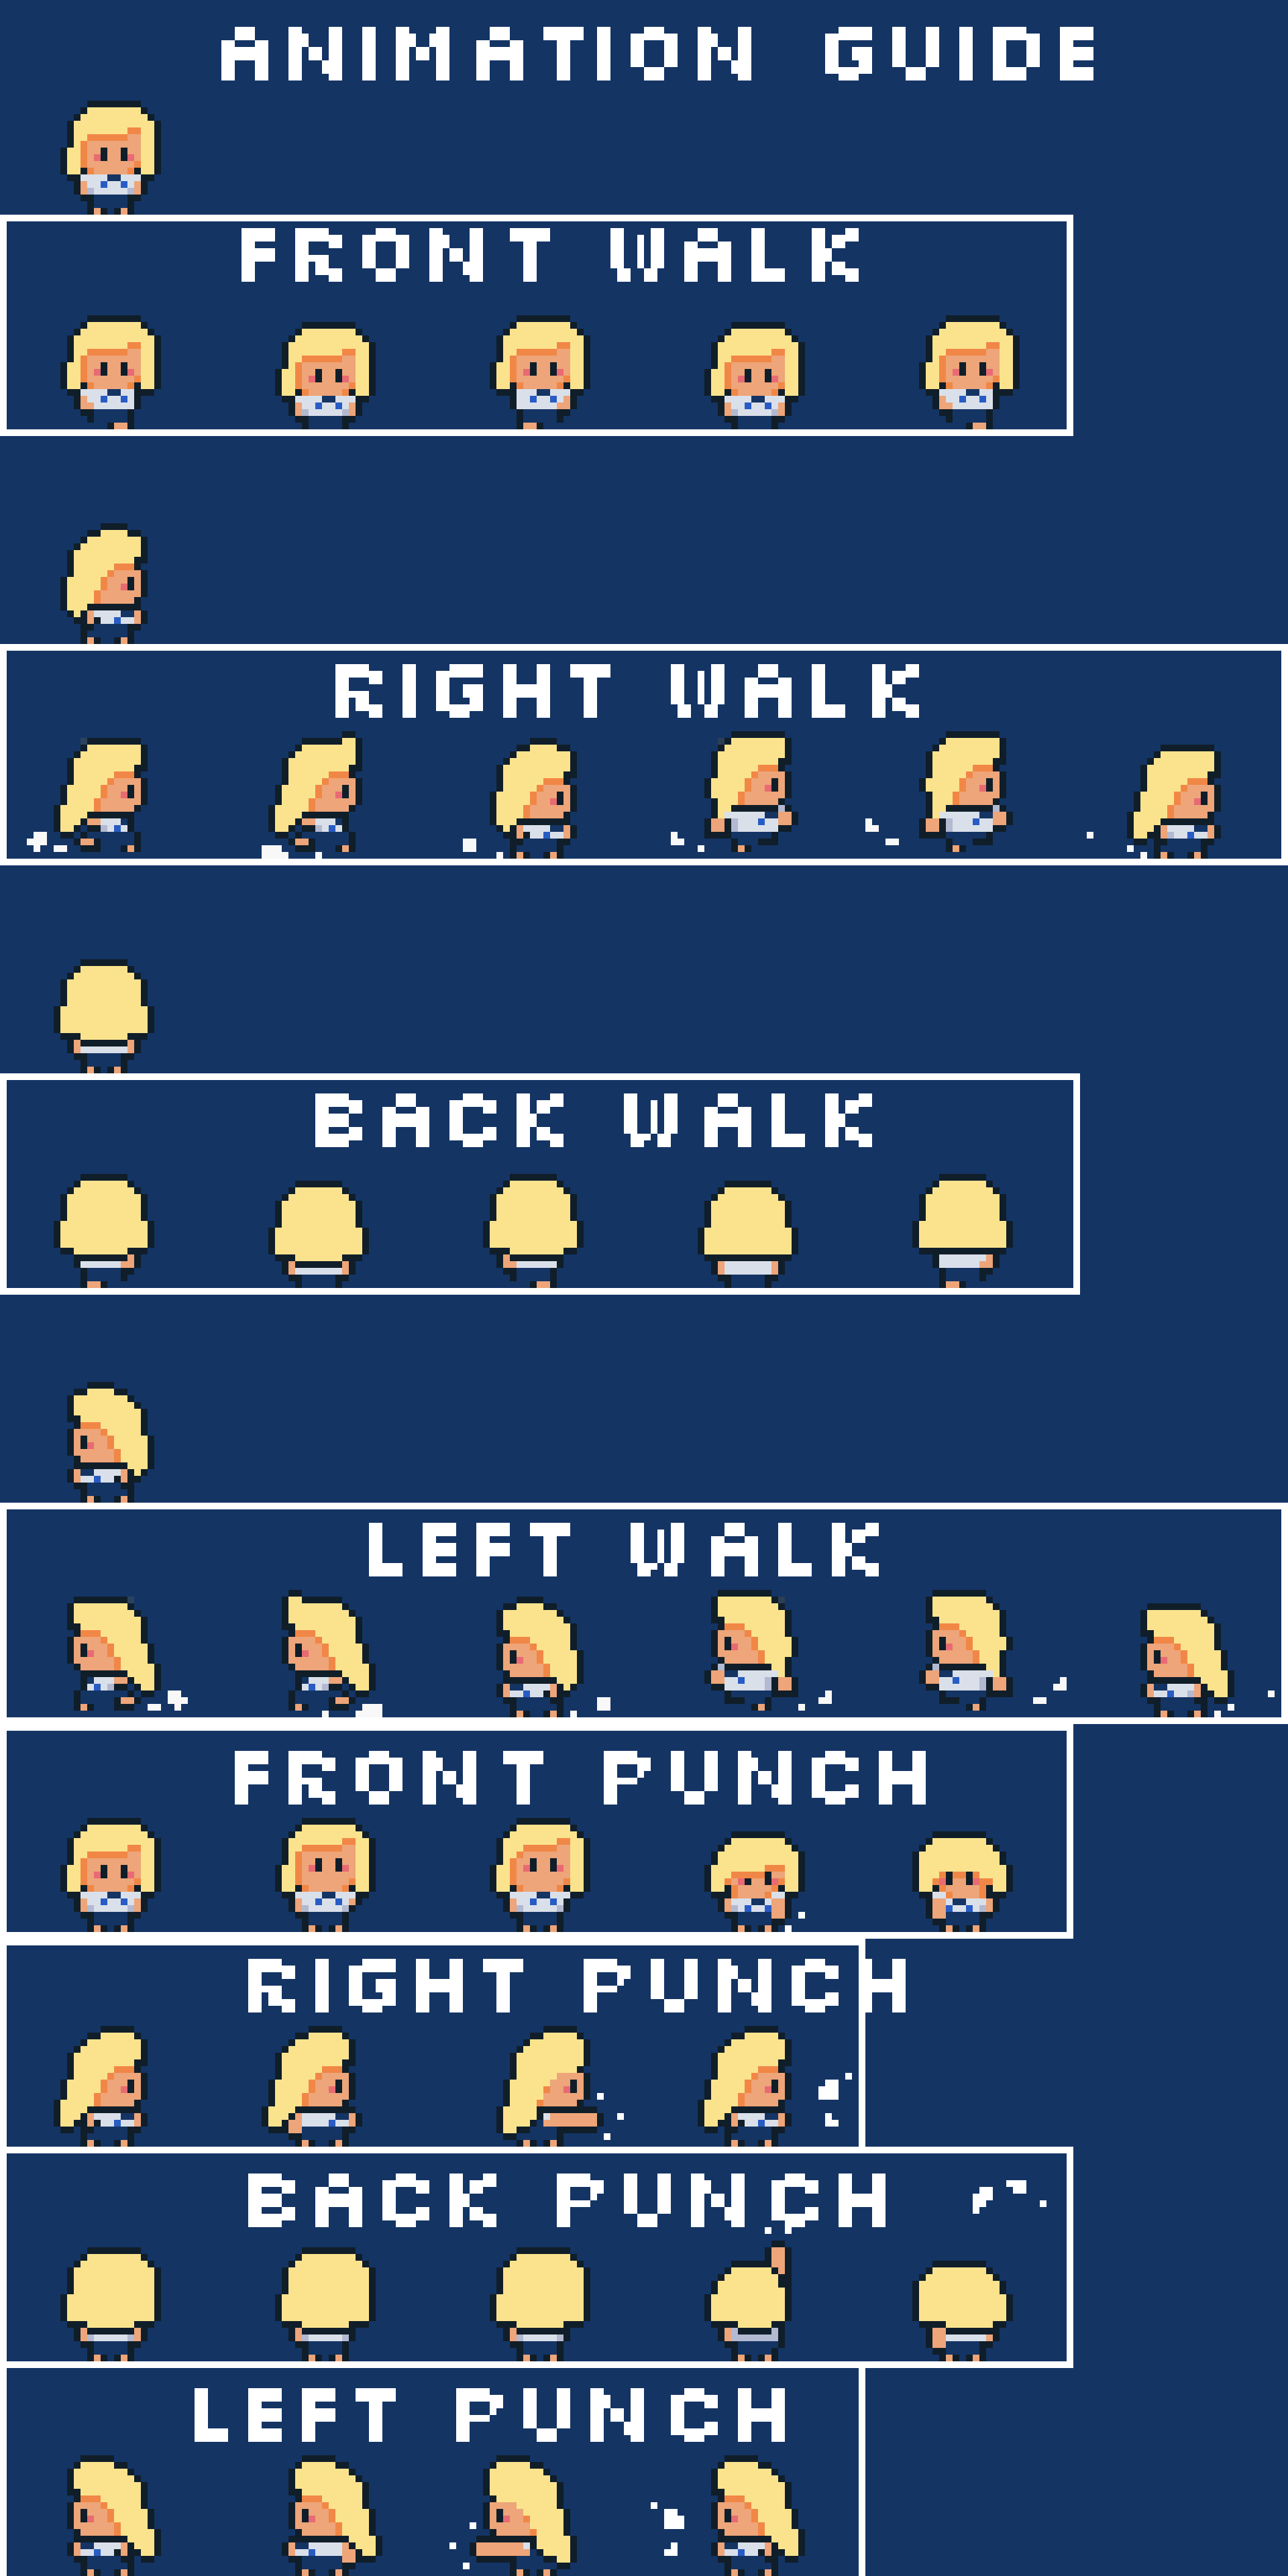 ANIMATION GUIDE
FRONT WALK
RIGHT WALK
BACK WALK
LEFT WALK
FRONT PUNCH
RIGHT PUNCH
BACK PUNCH
LEFT PUNCH